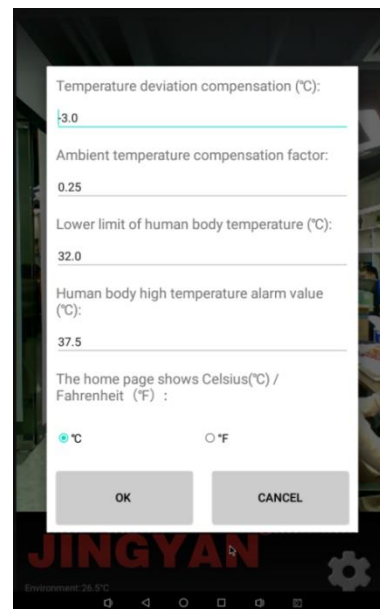 Temperature deviation compensation (℃):
-3.0
Ambient temperature compensation factor:
0.25
Lower limit of human body temperature (℃):
32.0
Human body high temperature alarm value
(℃):
37.5
The home page shows Celsius(℃) /
Fahrenheit（℉）:
℃
℉
OK
CANCEL
JINGYAN
Environment:26.5℃